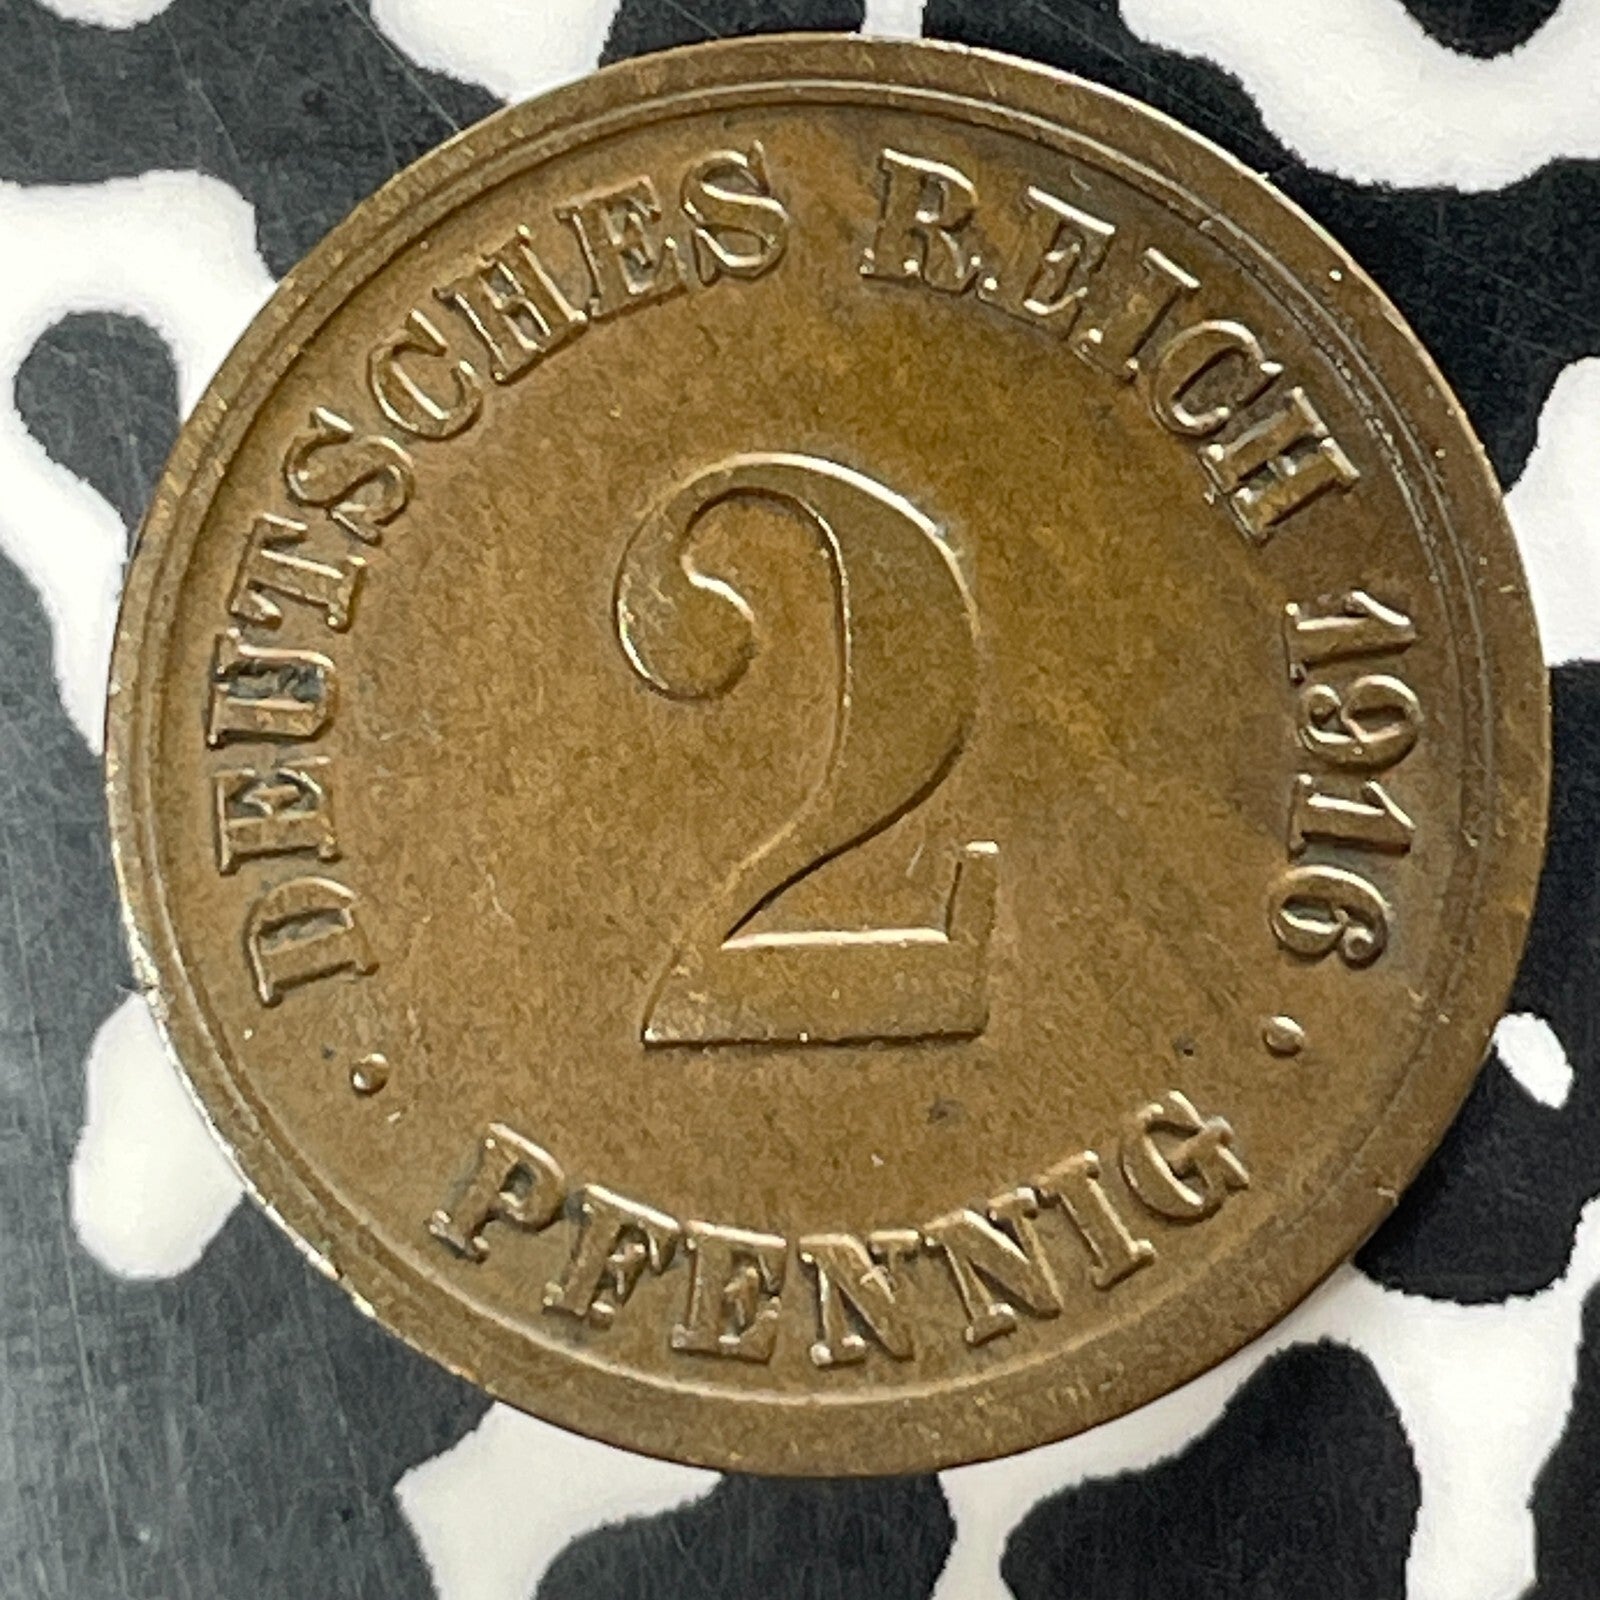 DEUTSCHES REICH 1916
2
· PFENNIG ·